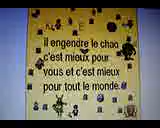 il engendre le chao
c'est mieux pour
vous et c'est mieux
pour tout le monde.